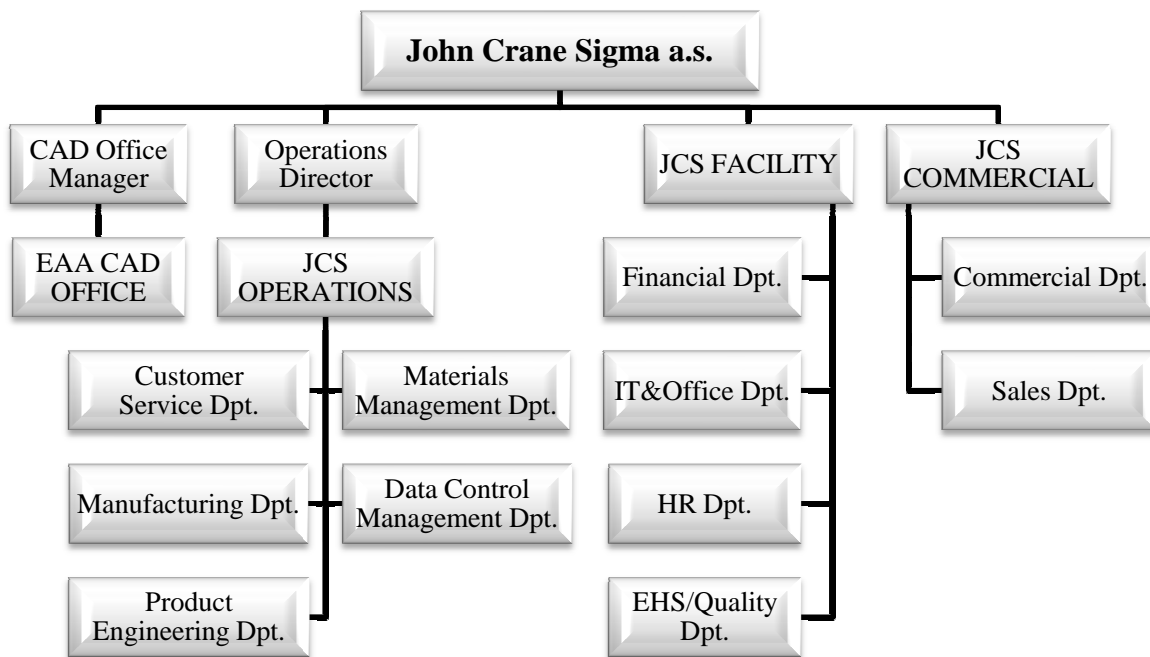 John Crane Sigma a.s.
CAD Office
Manager
Operations
Director
JCS FACILITY
JCS
COMMERCIAL
EAA CAD
OFFICE
JCS
OPERATIONS
Financial Dpt.
Commercial Dpt.
Customer
Service Dpt.
Materials
Management Dpt.
IT&Office Dpt.
Sales Dpt.
Manufacturing Dpt.
Data Control
Management Dpt.
HR Dpt.
Product
Engineering Dpt.
EHS/Quality
Dpt.